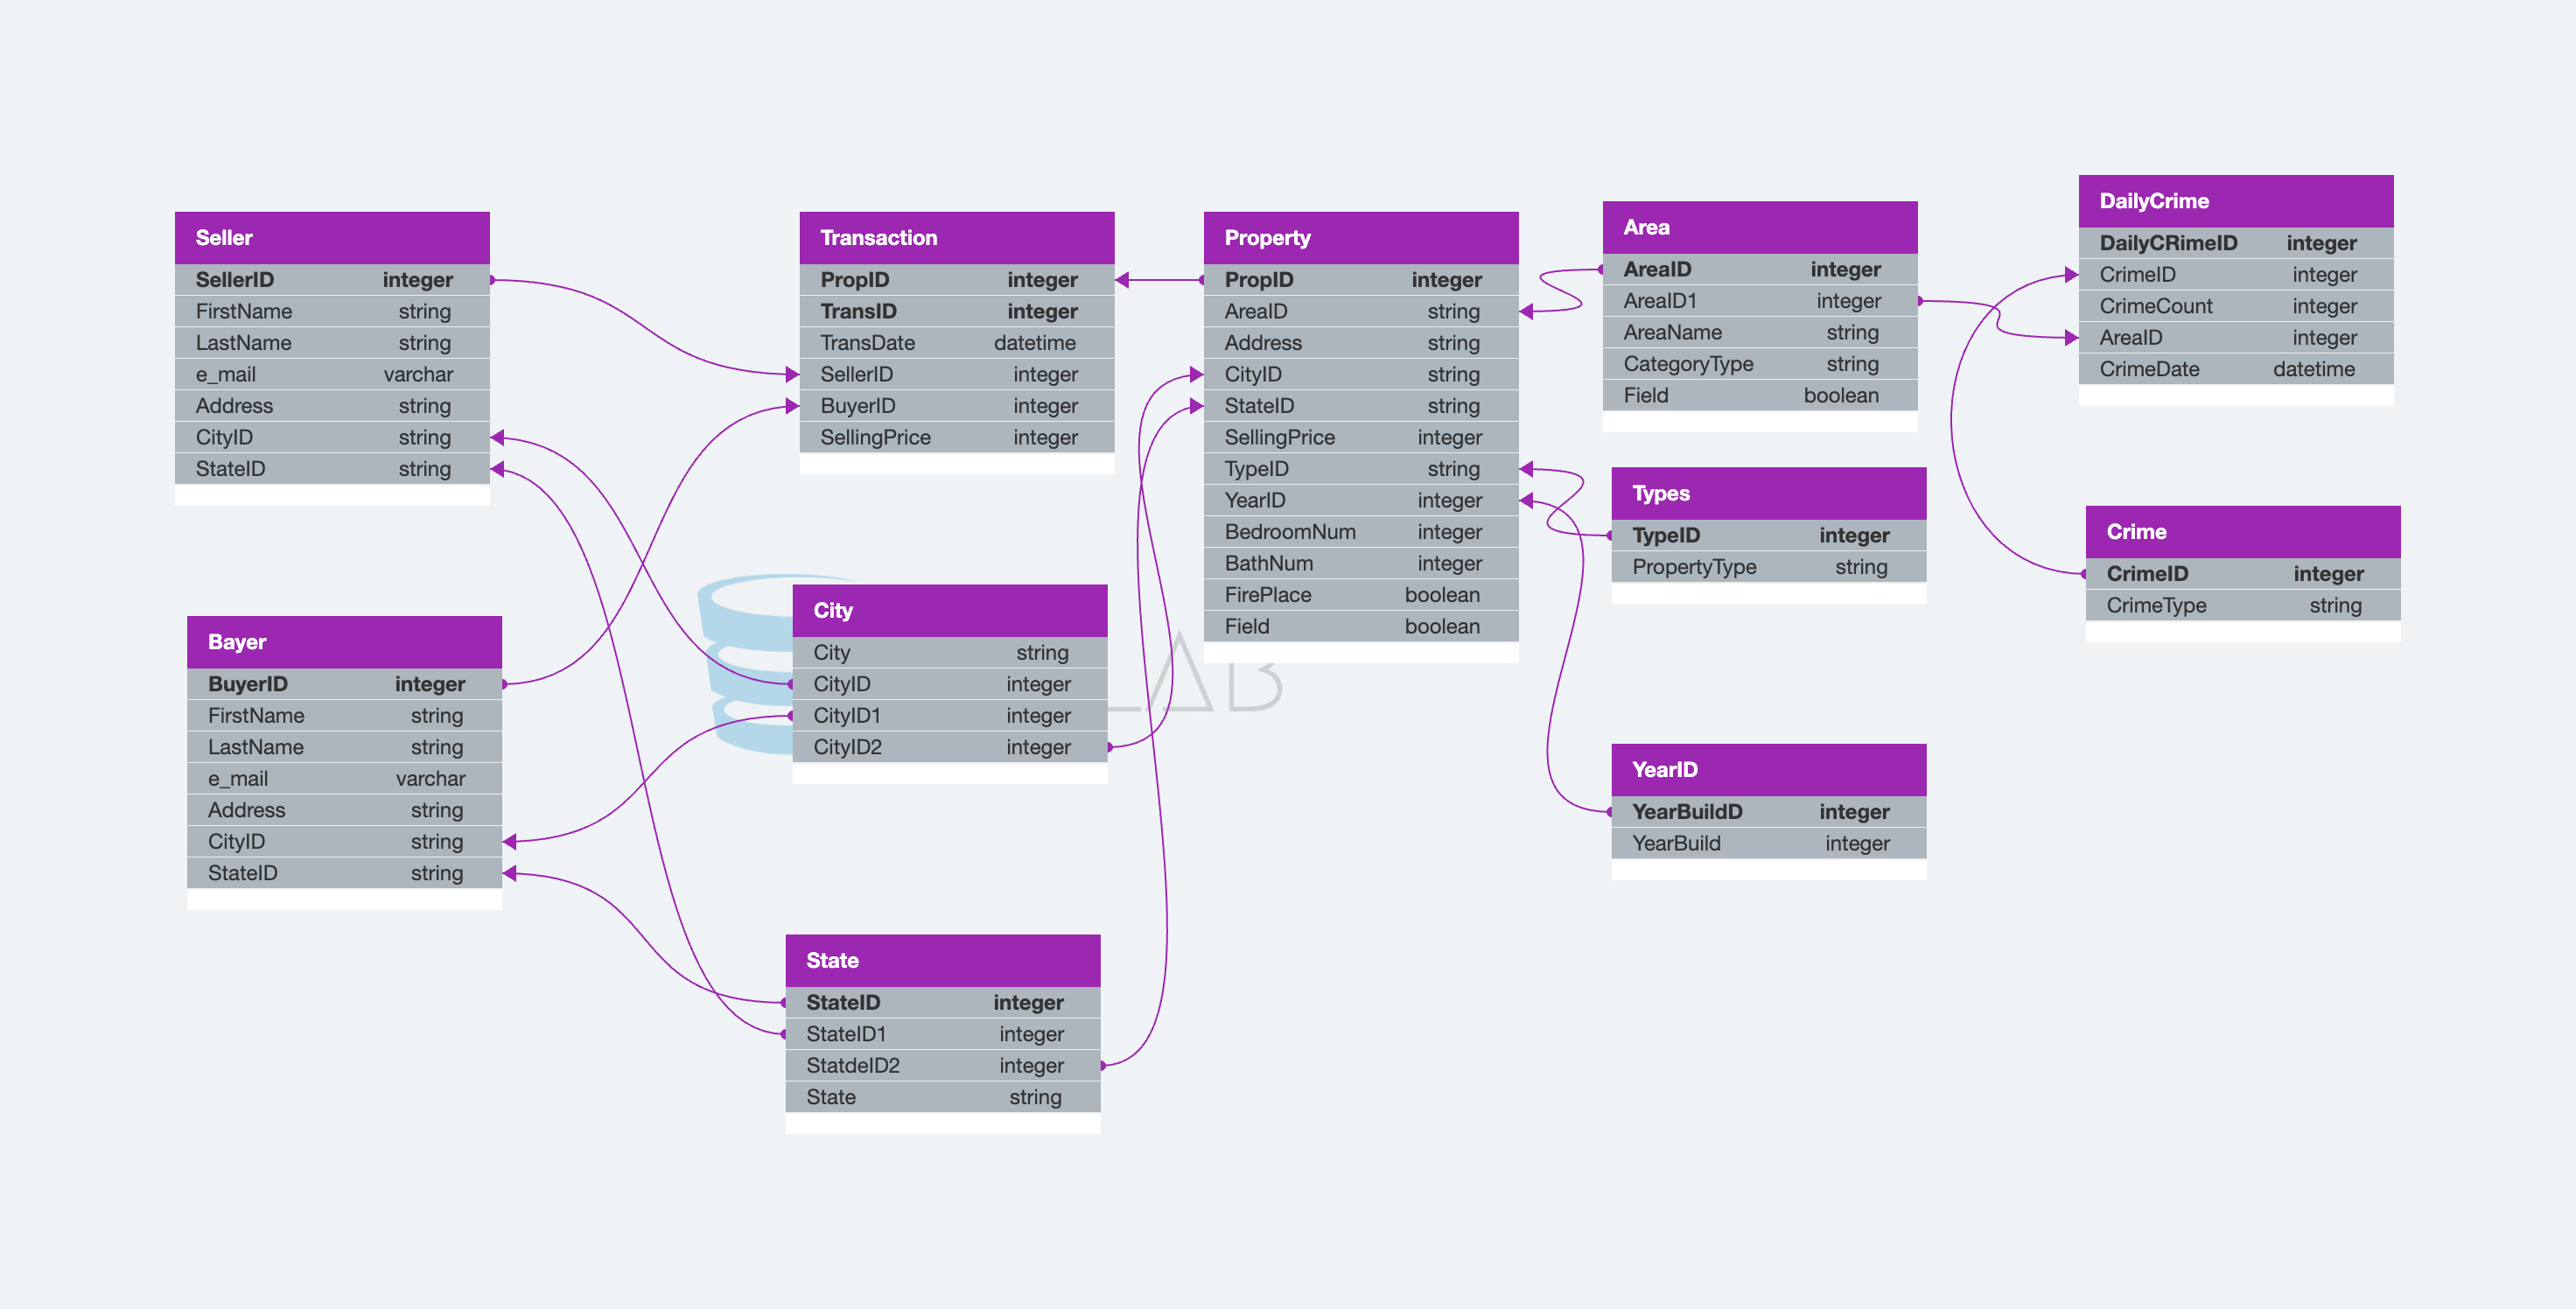 Seller
SellerID integer
FirstName string
LastName string
e_mail varchar
Address string
CityID string
StateID string
Bayer
BuyerID integer
FirstName string
LastName string
e_mail varchar
Address string
CityID string
StateID string
Transaction
PropID integer
TransID integer
TransDate datetime
SellerID integer
BuyerID integer
SellingPrice integer
City
City string
CityID integer
CityID1 integer
CityID2 integer
State
StateID integer
StateID1 integer
StatdeID2 integer
State string
Property
PropID integer
AreaID string
Address string
CityID string
StateID string
SellingPrice integer
TypeID string
YearID integer
BedroomNum integer
BathNum integer
FirePlace boolean
Field boolean
Area
AreaID integer
AreaID1 integer
AreaName string
CategoryType string
Field boolean
Types
TypeID integer
PropertyType string
YearID
YearBuildD integer
YearBuild integer
DailyCrime
DailyCRimeID integer
CrimeID integer
CrimeCount integer
AreaID integer
CrimeDate datetime
Crime
CrimeID integer
CrimeType string